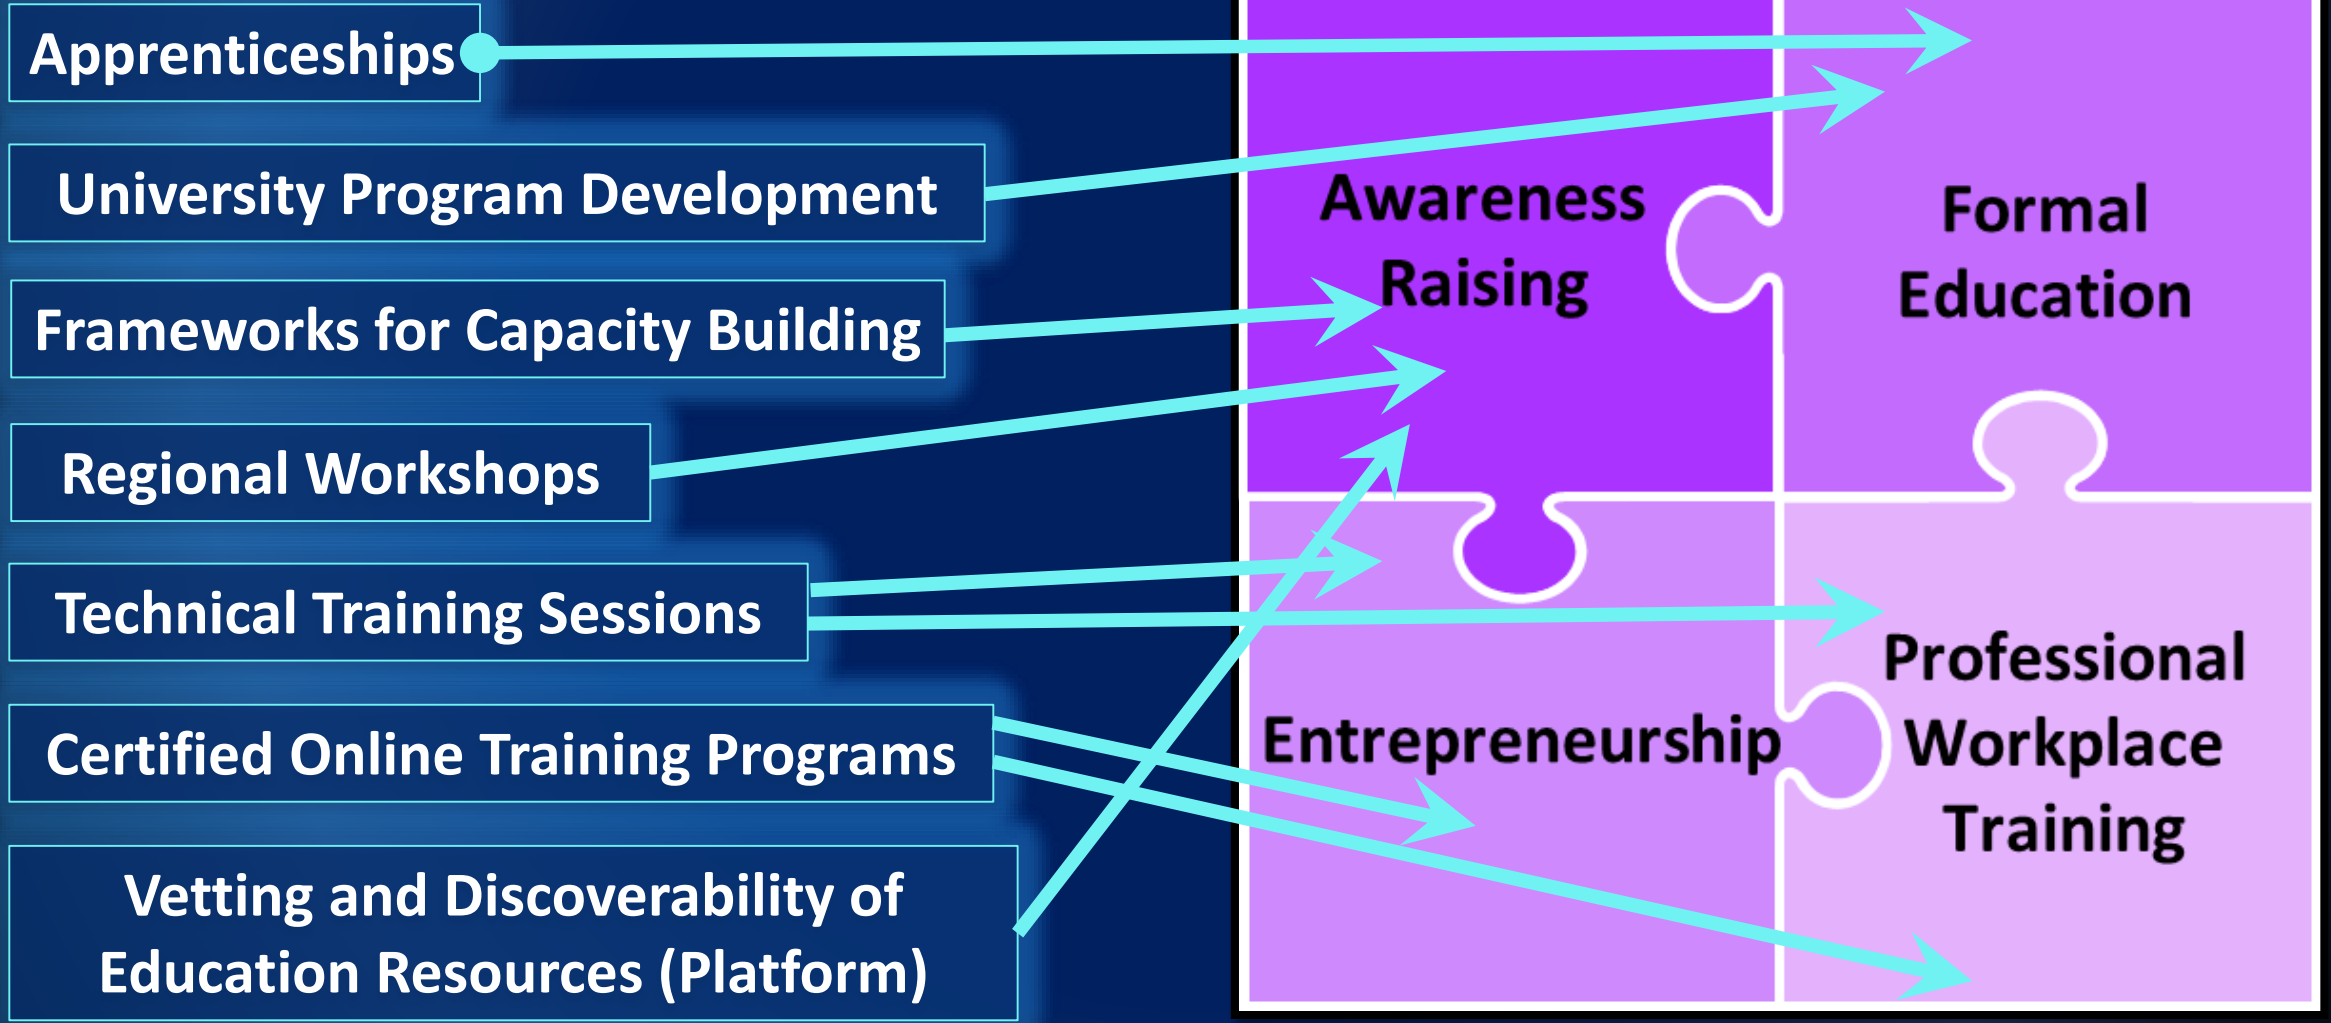 Apprenticeships
University Program Development
Frameworks for Capacity Building
Regional Workshops
Technical Training Sessions
Certified Online Training Programs
Vetting and Discoverability of
Education Resources (Platform)
Awareness
Raising
Formal
Education
Entrepreneurship
Professional
Workplace
Training